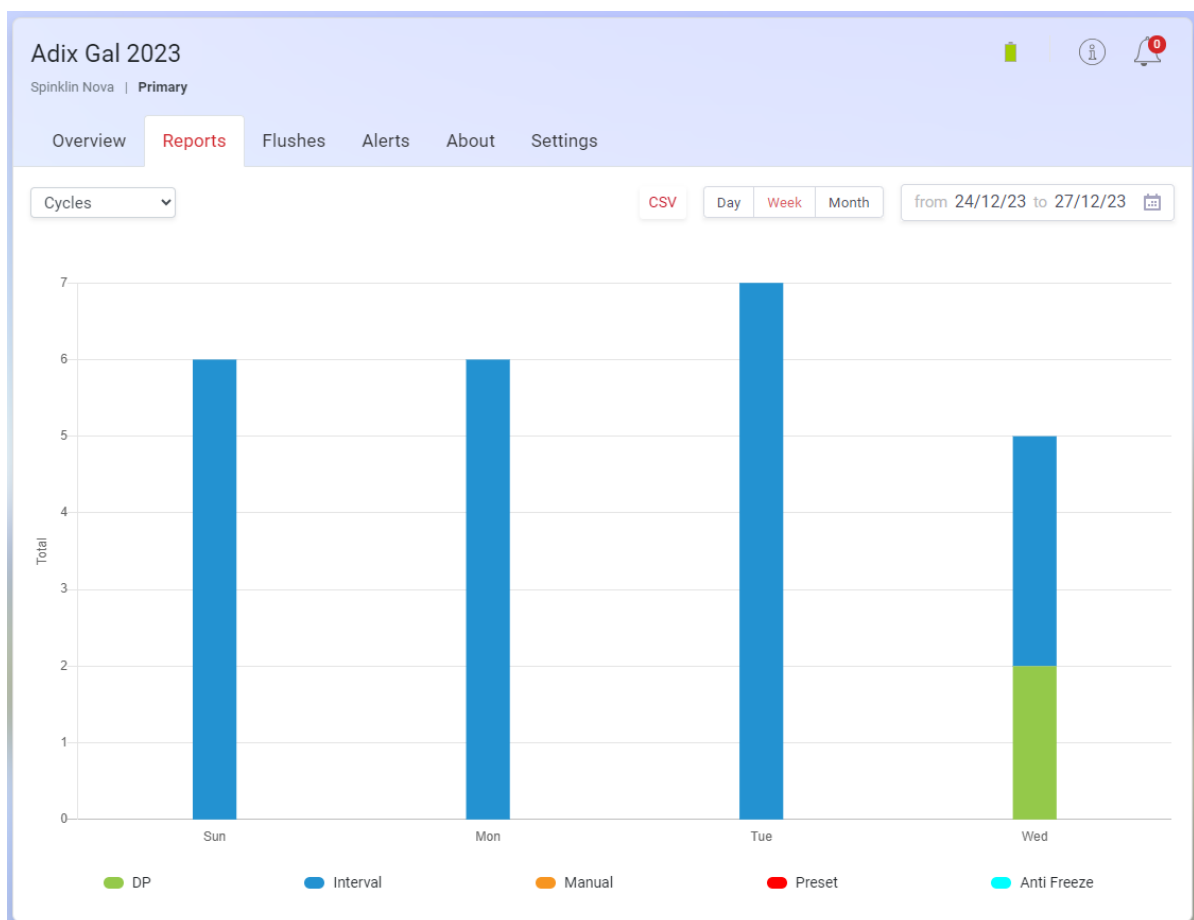 Adix Gal 2023
0
Spinklin Nova | Primary
Overview Reports Flushes Alerts About Settings
Cycles CSV Day Week Month from 24/12/23 to 27/12/23
7
6
5
4
Total
3
2
1
0
Sun Mon Tue Wed
DP Interval Manual Preset Anti Freeze